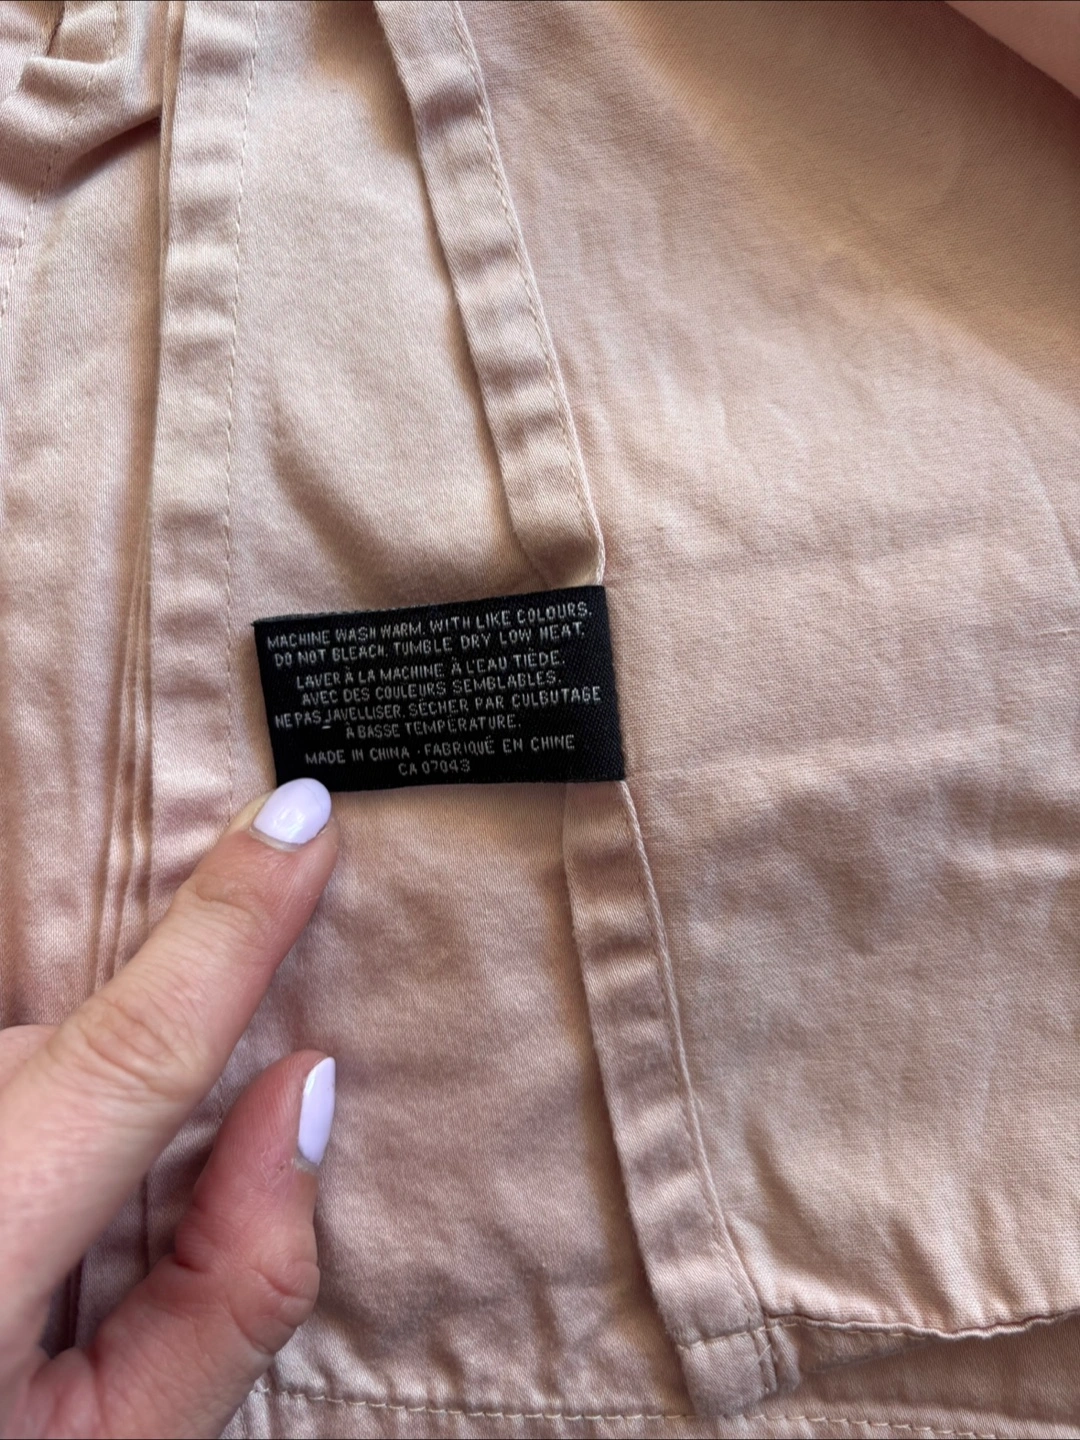 MACHINE WASH WARM. WITH LIKE COLOURS.
DO NOT BLEACH. TUMBLE DRY LOW HEAT.
LAVER À LA MACHINE À L'EAU TIÈDE.
AVEC DES COULEURS SEMBLABLES.
NE PAS JAVELLISER. SÉCHER PAR CULBUTAGE
À BASSE TEMPÉRATURE.
MADE IN CHINA · FABRIQUÉ EN CHINE
CA 07043